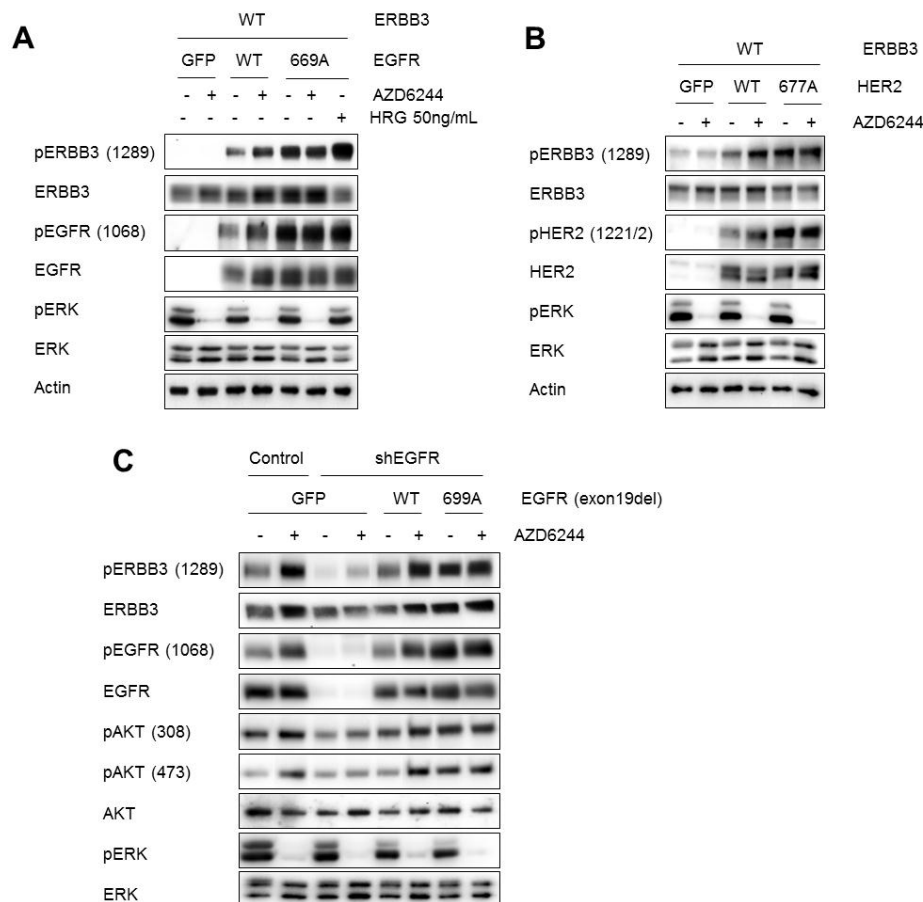 A
WT ERBB3
GFP WT 669A EGFR
- + - + - + - AZD6244
- - - - - - + HRG 50ng/mL
pERBB3 (1289)
ERBB3
pEGFR (1068)
EGFR
pERK
ERK
Actin
B
WT ERBB3
GFP WT 677A HER2
- + - + - + AZD6244
pERBB3 (1289)
ERBB3
pHER2 (1221/2)
HER2
pERK
ERK
Actin
C
Control shEGFR
GFP WT 699A EGFR (exon19del)
- + - + - + - + AZD6244
pERBB3 (1289)
ERBB3
pEGFR (1068)
EGFR
pAKT (308)
pAKT (473)
AKT
pERK
ERK